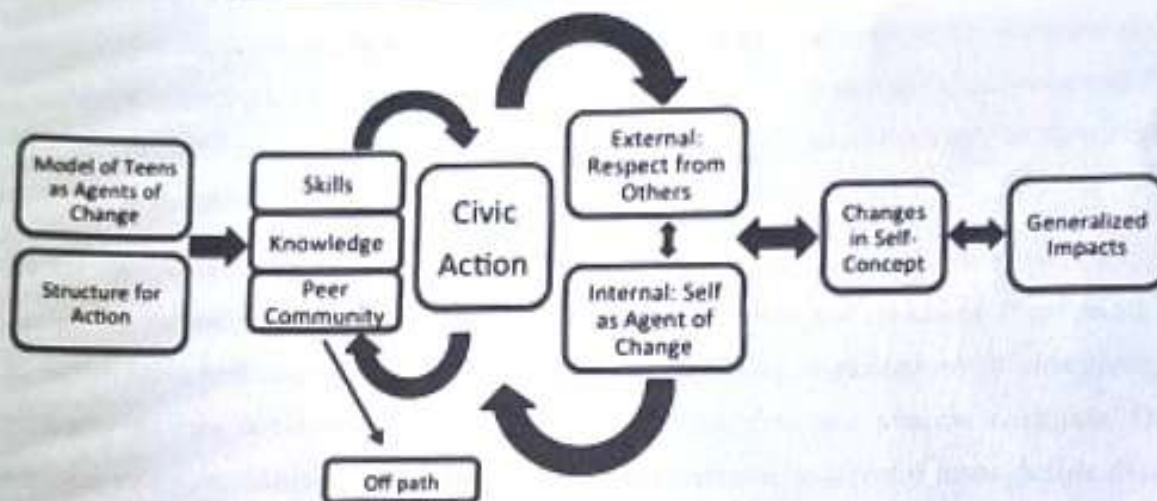 Model of Teens
as Agents of
Change
Structure for
Action
Skills
Knowledge
Peer
Community
Off path
Civic
Action
External:
Respect from
Others
Internal: Self
as Agent of
Change
Changes
in Self-
Concept
Generalized
Impacts